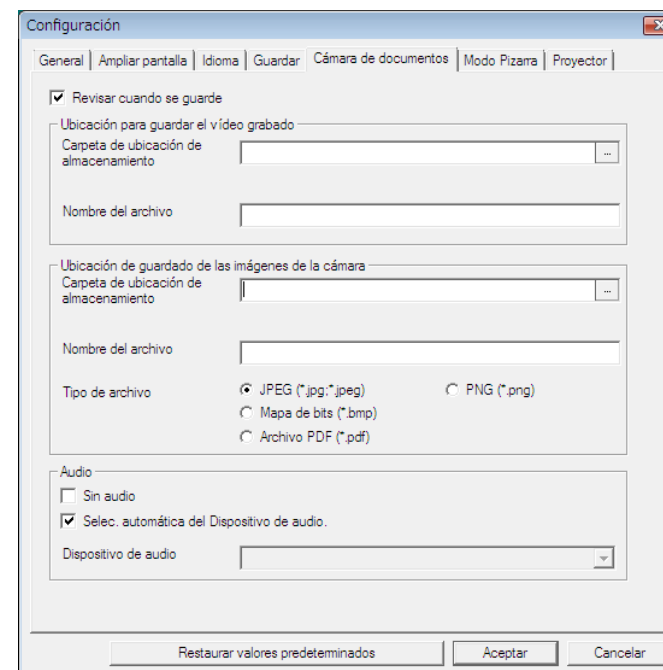 Configuración
General Ampliar pantalla Idioma Guardar Cámara de documentos Modo Pizarra Proyector
Revisar cuando se guarde
Ubicación para guardar el vídeo grabado
Carpeta de ubicación de
almacenamiento
...
Nombre del archivo
Ubicación de guardado de las imágenes de la cámara
Carpeta de ubicación de
almacenamiento
...
Nombre del archivo
Tipo de archivo JPEG (*.jpg;*.jpeg) PNG (*.png)
Mapa de bits (*.bmp)
Archivo PDF (*.pdf)
Audio
Sin audio
Selec. automática del Dispositivo de audio.
Dispositivo de audio
Restaurar valores predeterminados Aceptar Cancelar